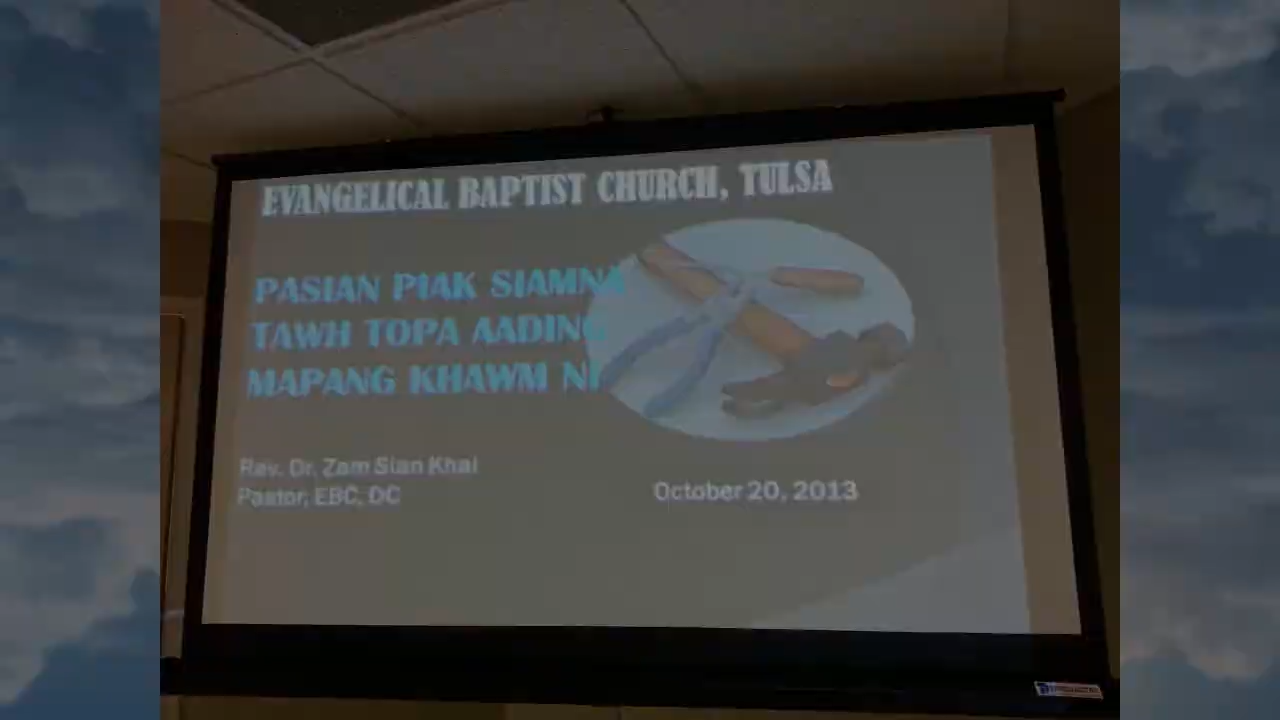 EVANGELICAL BAPTIST CHURCH, TULSA
PASIAN PIAK SIAMNA
TAWH TOPA AADING
MAPANG KHAWM NI
Rev. Dr. Zam Sian Khai
Pastor, EBC, DC
October 20, 2013